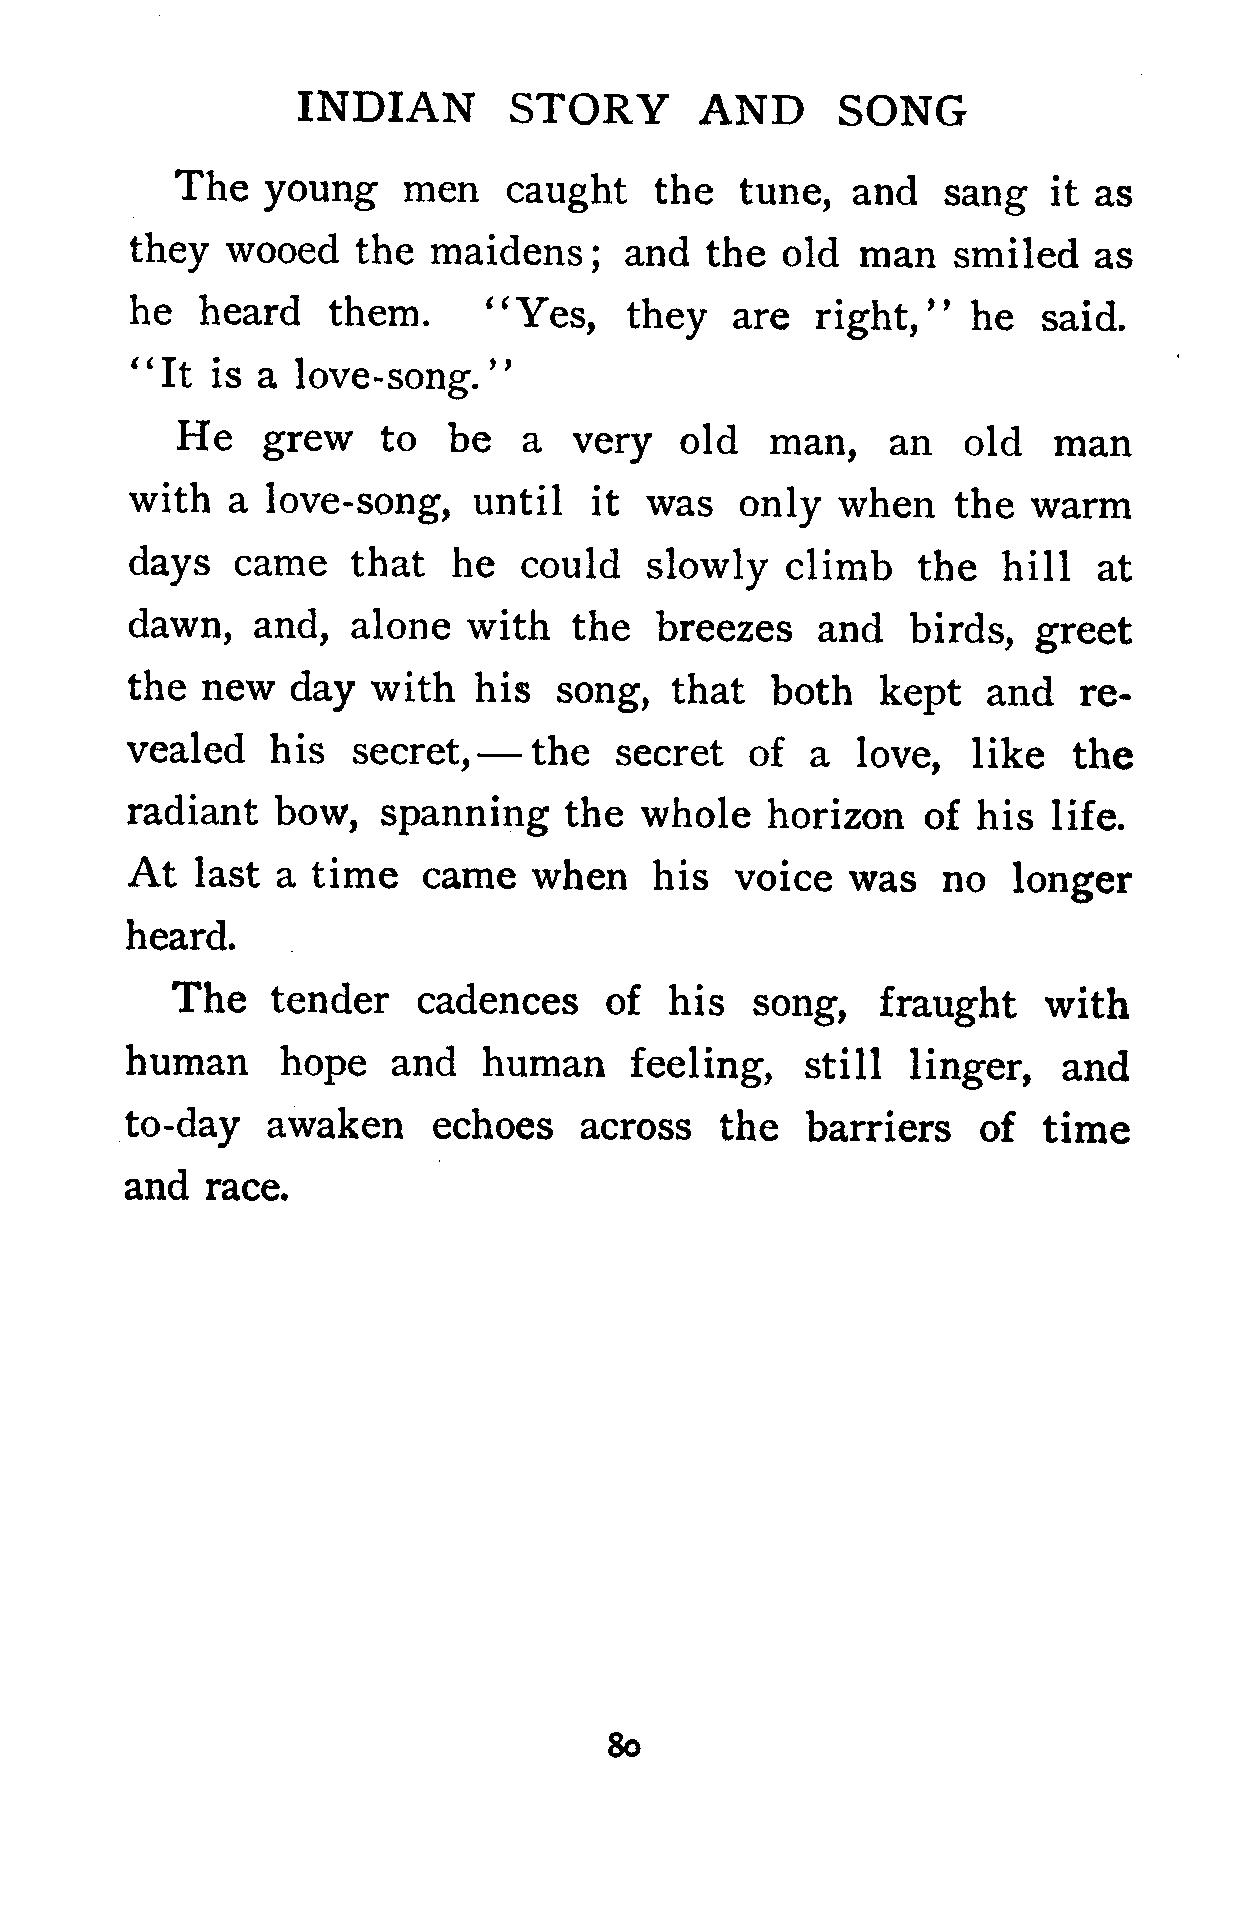 INDIAN STORY AND SONG
The young men caught the tune, and sang it as
they wooed the maidens; and the old man smiled as
he heard them. "Yes, they are right," he said.
"It is a love-song."
He grew to be a very old man, an old man
with a love-song, until it was only when the warm
days came that he could slowly climb the hill at
dawn, and, alone with the breezes and birds, greet
the new day with his song, that both kept and re-
vealed his secret,—the secret of a love, like the
radiant bow, spanning the whole horizon of his life.
At last a time came when his voice was no longer
heard.
The tender cadences of his song, fraught with
human hope and human feeling, still linger, and
to-day awaken echoes across the barriers of time
and race.
80